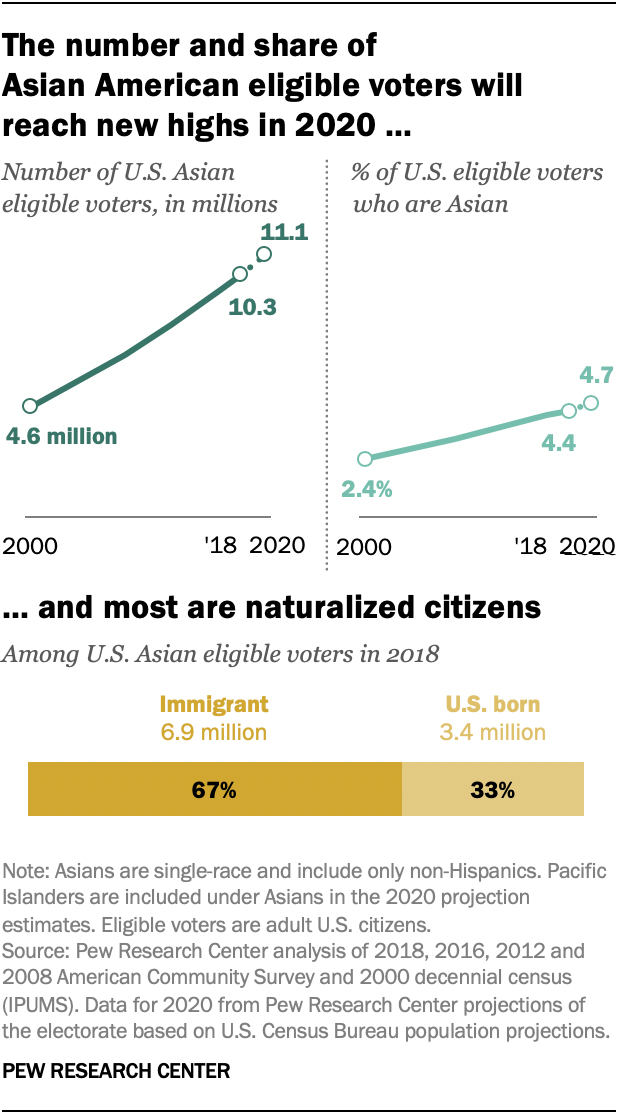 The number and share of
Asian American eligible voters will
reach new highs in 2020 ...
Number of U.S. Asian
eligible voters, in millions
11.1
10.3
4.6 million
2000 '18 2020
% of U.S. eligible voters
who are Asian
4.7
4.4
2.4%
2000 '18 2020
... and most are naturalized citizens
Among U.S. Asian eligible voters in 2018
Immigrant
6.9 million
U.S. born
3.4 million
67%
33%
Note: Asians are single-race and include only non-Hispanics. Pacific
Islanders are included under Asians in the 2020 projection
estimates. Eligible voters are adult U.S. citizens.
Source: Pew Research Center analysis of 2018, 2016, 2012 and
2008 American Community Survey and 2000 decennial census
(IPUMS). Data for 2020 from Pew Research Center projections of
the electorate based on U.S. Census Bureau population projections.
PEW RESEARCH CENTER